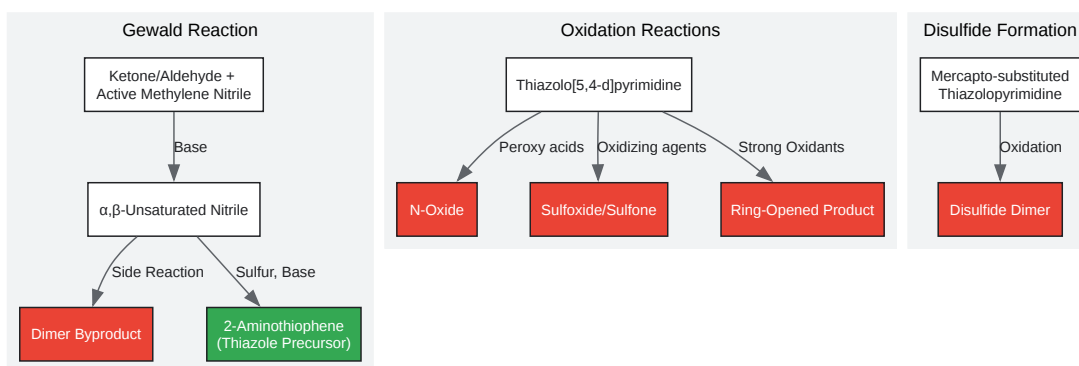 Gewald Reaction
Ketone/Aldehyde +
Active Methylene Nitrile
Base
α,β-Unsaturated Nitrile
Side Reaction
Sulfur, Base
Dimer Byproduct
2-Aminothiophene
(Thiazole Precursor)
Oxidation Reactions
Thiazolo[5,4-d]pyrimidine
Peroxy acids
Oxidizing agents
Strong Oxidants
N-Oxide
Sulfoxide/Sulfone
Ring-Opened Product
Disulfide Formation
Mercapto-substituted
Thiazolopyrimidine
Oxidation
Disulfide Dimer